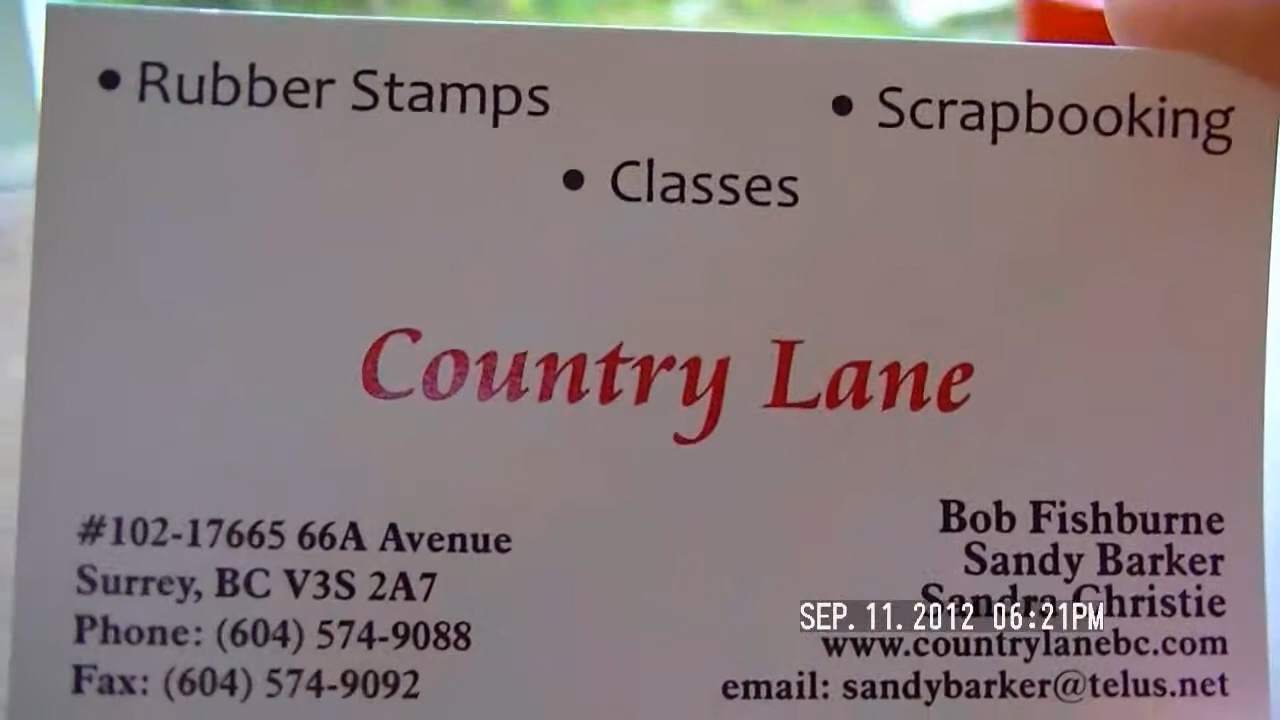 • Rubber Stamps
• Scrapbooking
• Classes
Country Lane
#102-17665 66A Avenue
Surrey, BC V3S 2A7
Phone: (604) 574-9088
Fax: (604) 574-9092
Bob Fishburne
Sandy Barker
Sandra Christie
SEP. 11. 2012 06:21PM
www.countrylanebc.com
email: sandybarker@telus.net